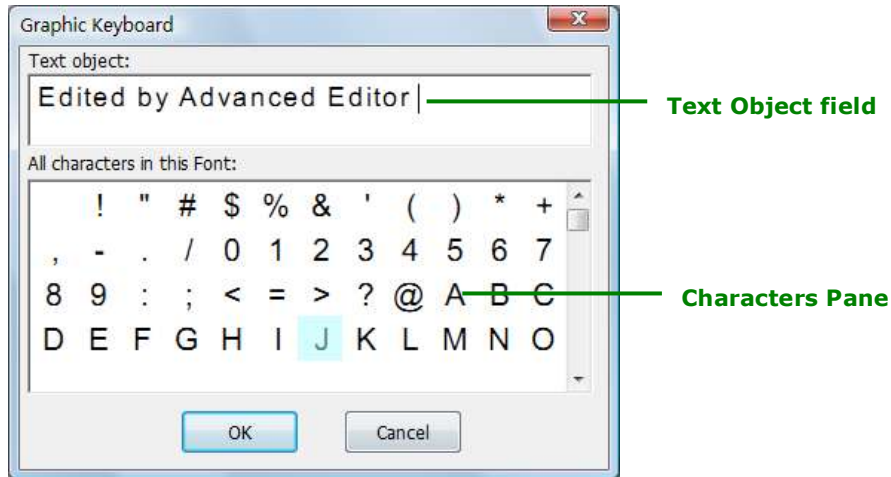 Graphic Keyboard
Text object:
Edited by Advanced Editor
Text Object field
All characters in this Font:
! " # $ % & ' ( ) * +
, - . / 0 1 2 3 4 5 6 7
8 9 : ; < = > ? @ A B C
Characters Pane
D E F G H I J K L M N O
OK Cancel